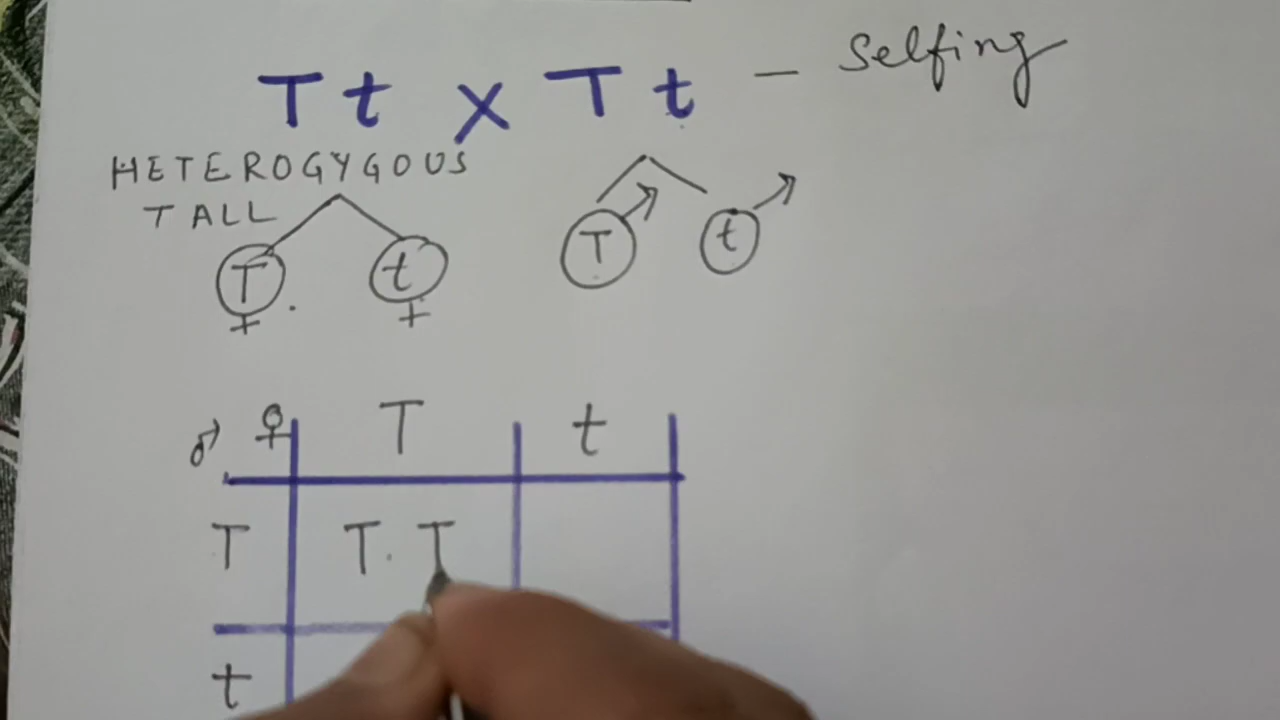 Tt x Tt - Selfing
HETEROGYGOUS
TALL
T t T t
♂ ♀ T t
T T T
t